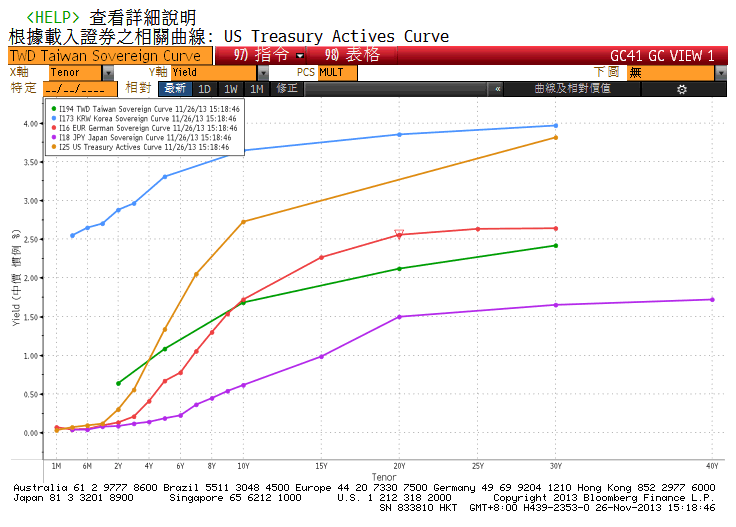 <HELP> 查看詳細說明
根據載入證券之相關曲線: US Treasury Actives Curve
TWD Taiwan Sovereign Curve 97) 指令 98) 表格 GC41 GC VIEW 1
X軸 Tenor Y軸 Yield PCS MULT 下圖 無
特定 __/__/____ 相對 最新 1D 1W 1M 修正 « 曲線及相對價值
I94 TWD Taiwan Sovereign Curve 11/26/13 15:18:46
I173 KRW Korea Sovereign Curve 11/26/13 15:18:46
I16 EUR German Sovereign Curve 11/26/13 15:18:46
I18 JPY Japan Sovereign Curve 11/26/13 15:18:46
I25 US Treasury Actives Curve 11/26/13 15:18:46
4.00
3.50
3.00
2.50
2.00
1.50
1.00
0.50
0.00
Yield (中價 慣例 %)
1M 6M 2Y 4Y 6Y 8Y 10Y 15Y 20Y 25Y 30Y 40Y
Tenor
Australia 61 2 9777 8600 Brazil 5511 3048 4500 Europe 44 20 7330 7500 Germany 49 69 9204 1210 Hong Kong 852 2977 6000
Japan 81 3 3201 8900 Singapore 65 6212 1000 U.S. 1 212 318 2000 Copyright 2013 Bloomberg Finance L.P.
SN 833810 HKT GMT+8:00 H439-2353-0 26-Nov-2013 15:18:46